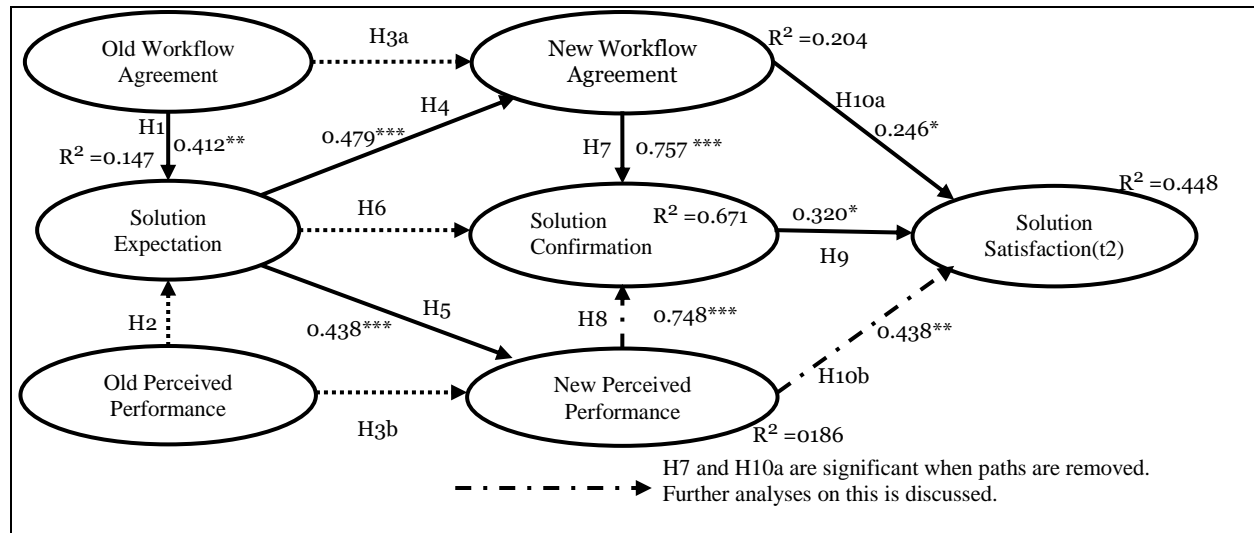 Old Workflow
Agreement
H3a
New Workflow
Agreement
R² =0.204
H1
0.412**
R² =0.147
H4
0.479***
H7
0.757 ***
H10a
0.246*
Solution
Expectation
H6
Solution
Confirmation
R² =0.671
0.320*
H9
R² =0.448
Solution
Satisfaction(t2)
H2
H5
0.438***
H8
0.748***
0.438**
H10b
Old Perceived
Performance
H3b
New Perceived
Performance
R² =0186
H7 and H10a are significant when paths are removed.
Further analyses on this is discussed.